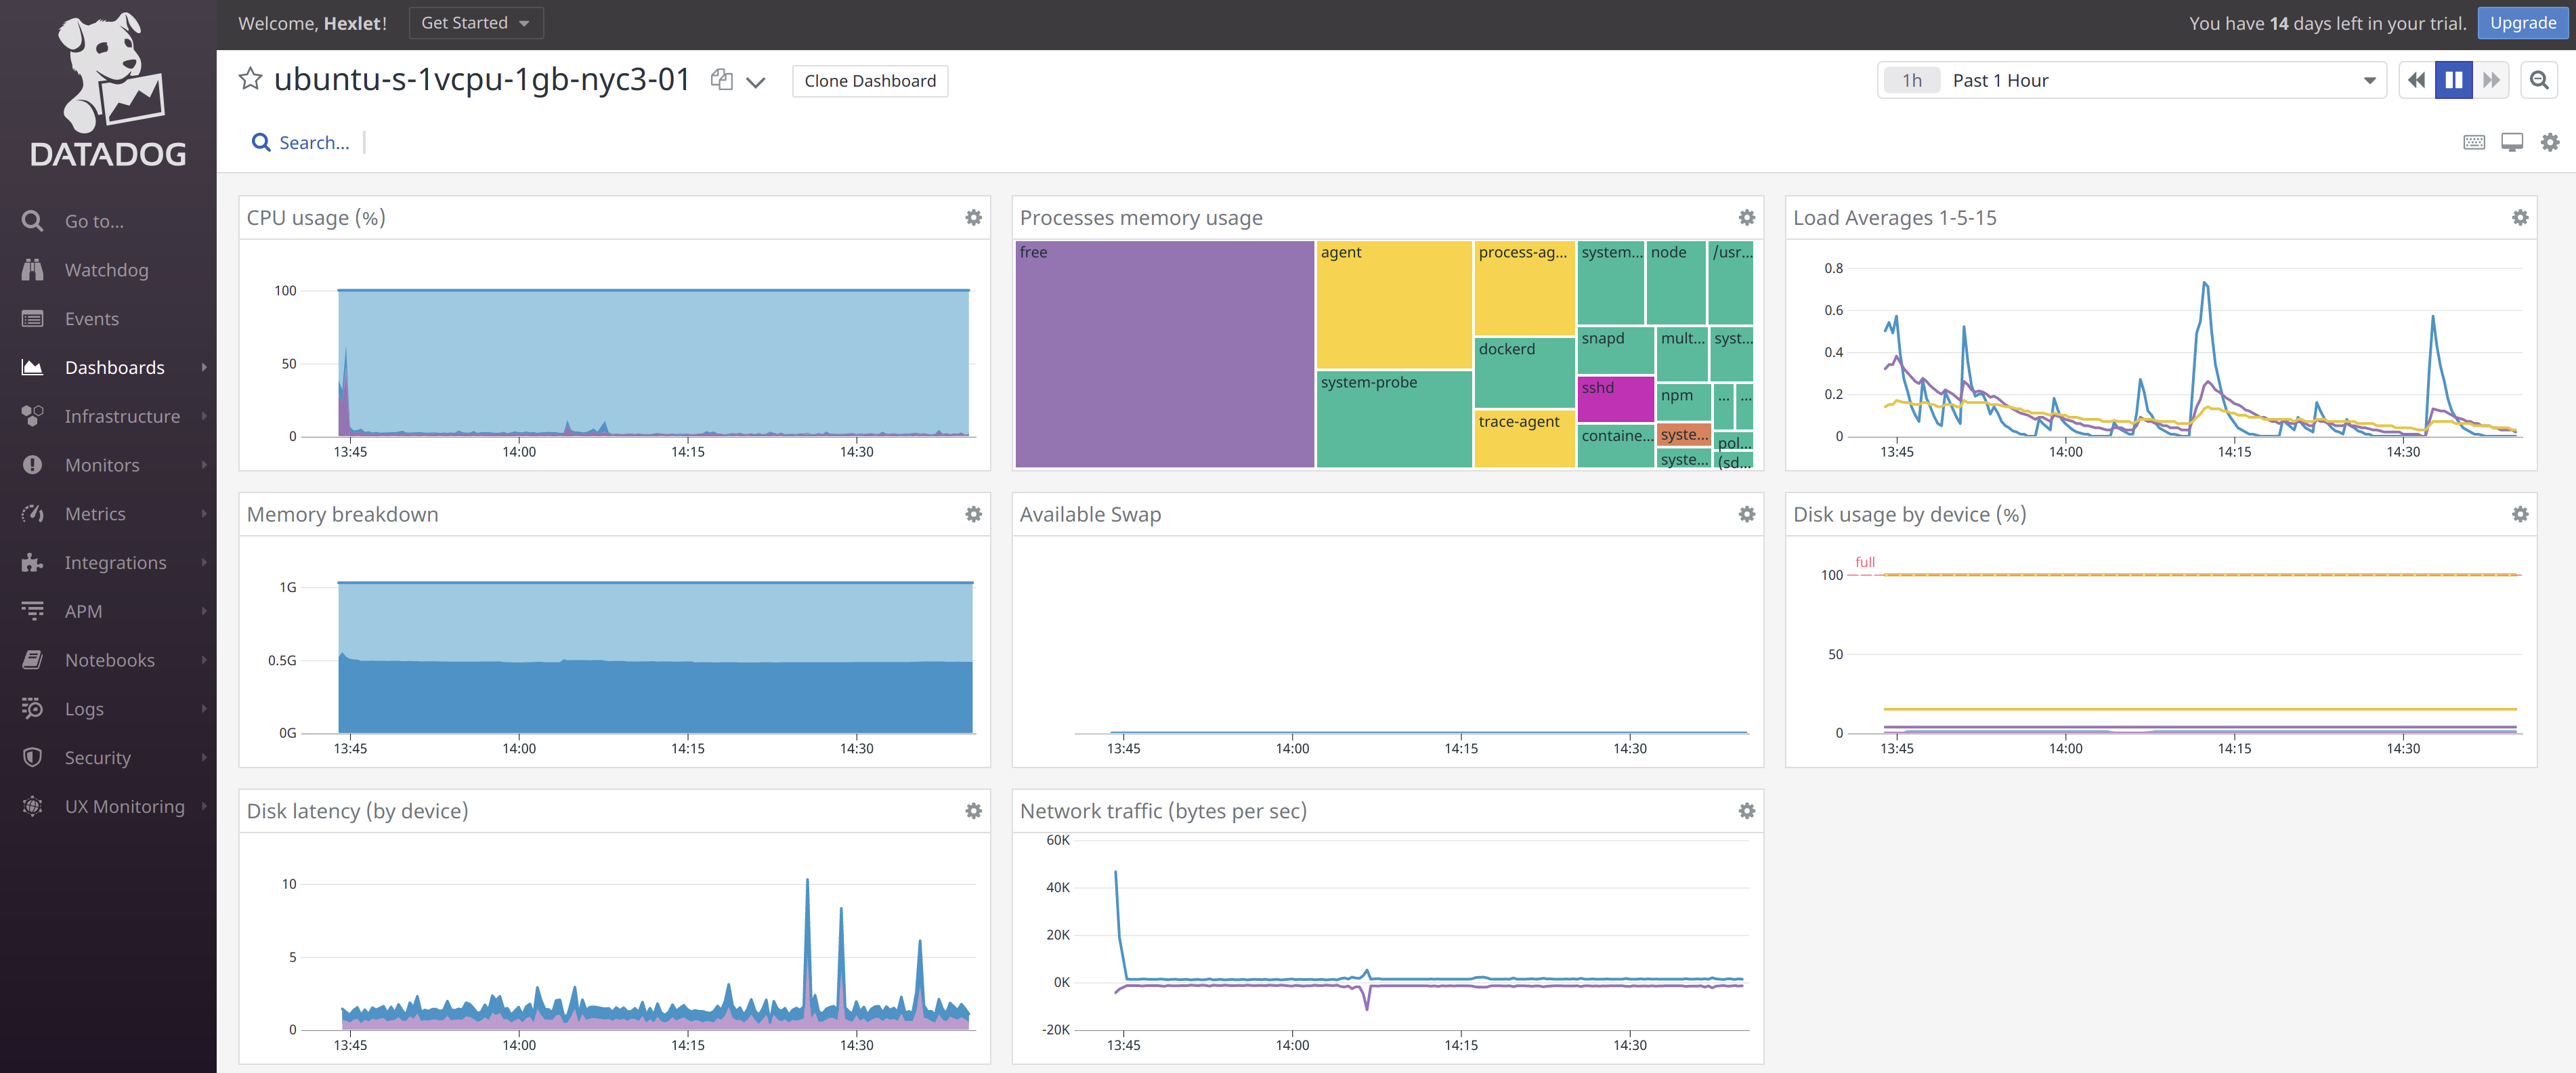 DATADOG
Go to...
Watchdog
Events
Dashboards
Infrastructure
Monitors
Metrics
Integrations
APM
Notebooks
Logs
Security
UX Monitoring
Welcome, Hexlet!
Get Started
You have 14 days left in your trial.
Upgrade
ubuntu-s-1vcpu-1gb-nyc3-01
Clone Dashboard
1h Past 1 Hour
Search...
CPU usage (%)
100
50
0
13:45 14:00 14:15 14:30
Processes memory usage
free
agent
process-ag...
system...
node
/usr...
system-probe
dockerd
trace-agent
snapd
mult...
syst...
sshd
npm
...
...
containe...
syste...
pol...
syste...
(sd...
Load Averages 1-5-15
0.8
0.6
0.4
0.2
0
13:45 14:00 14:15 14:30
Memory breakdown
1G
0.5G
0G
13:45 14:00 14:15 14:30
Available Swap
13:45 14:00 14:15 14:30
Disk usage by device (%)
full
100
50
0
13:45 14:00 14:15 14:30
Disk latency (by device)
10
5
0
13:45 14:00 14:15 14:30
Network traffic (bytes per sec)
60K
40K
20K
0K
-20K
13:45 14:00 14:15 14:30